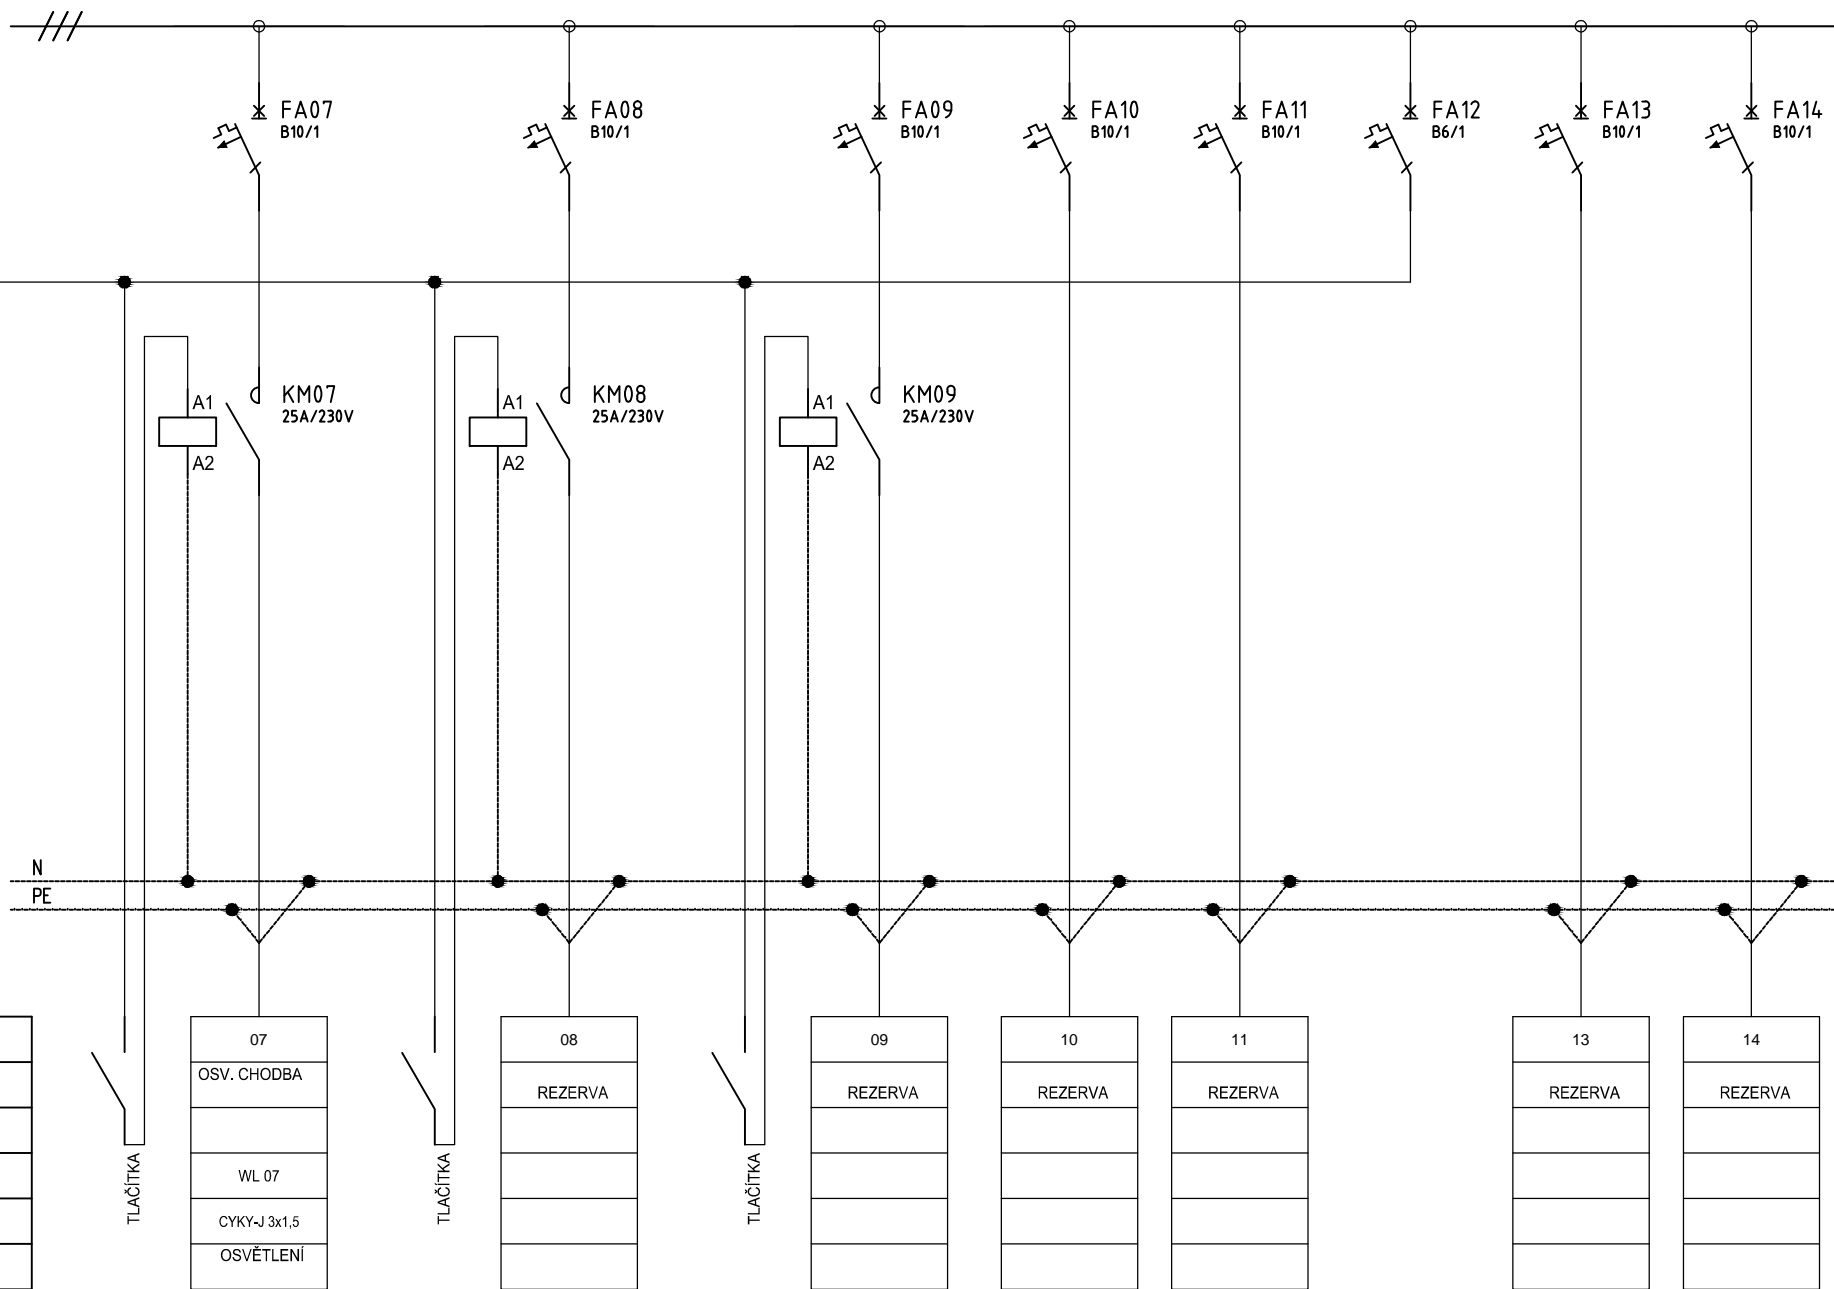 FA07
B10/1
FA08
B10/1
FA09
B10/1
FA10
B10/1
FA11
B10/1
FA12
B6/1
FA13
B10/1
FA14
B10/1
A1
A2
KM07
25A/230V
A1
A2
KM08
25A/230V
A1
A2
KM09
25A/230V
N
PE
TLAČÍTKA
07
OSV. CHODBA
WL 07
CYKY-J 3x1,5
OSVĚTLENÍ
TLAČÍTKA
08
REZERVA
TLAČÍTKA
09
REZERVA
10
REZERVA
11
REZERVA
13
REZERVA
14
REZERVA